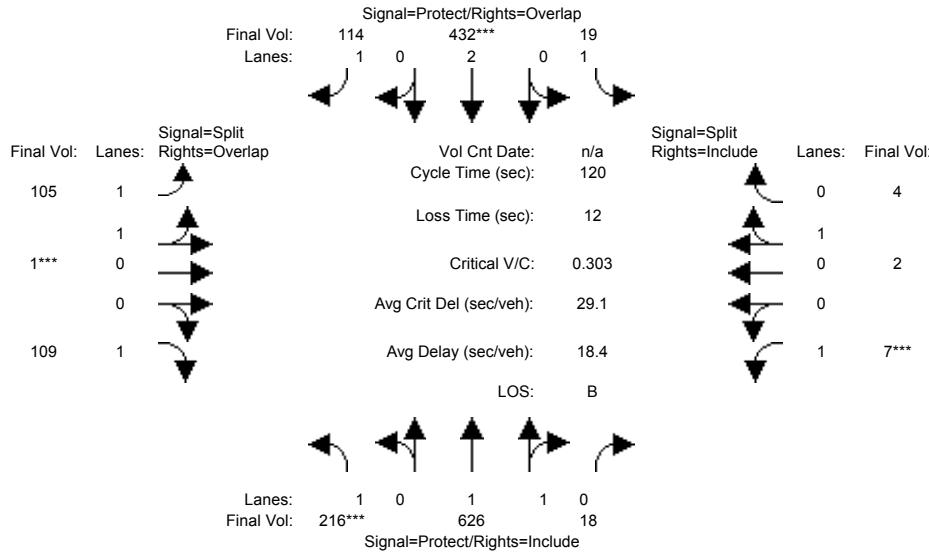 Signal=Protect/Rights=Overlap
Final Vol: 114 432*** 19
Lanes: 1 0 2 0 1
Signal=Split Signal=Split
Final Vol: Lanes: Rights=Overlap Vol Cnt Date: n/a Rights=Include Lanes: Final Vol:
Cycle Time (sec): 120
105 1 0 4
Loss Time (sec): 12
1 1
1*** 0 Critical V/C: 0.303 0 2
0 Avg Crit Del (sec/veh): 29.1 0
109 1 Avg Delay (sec/veh): 18.4 1 7***
LOS: B
Lanes: 1 0 1 1 0
Final Vol: 216*** 626 18
Signal=Protect/Rights=Include